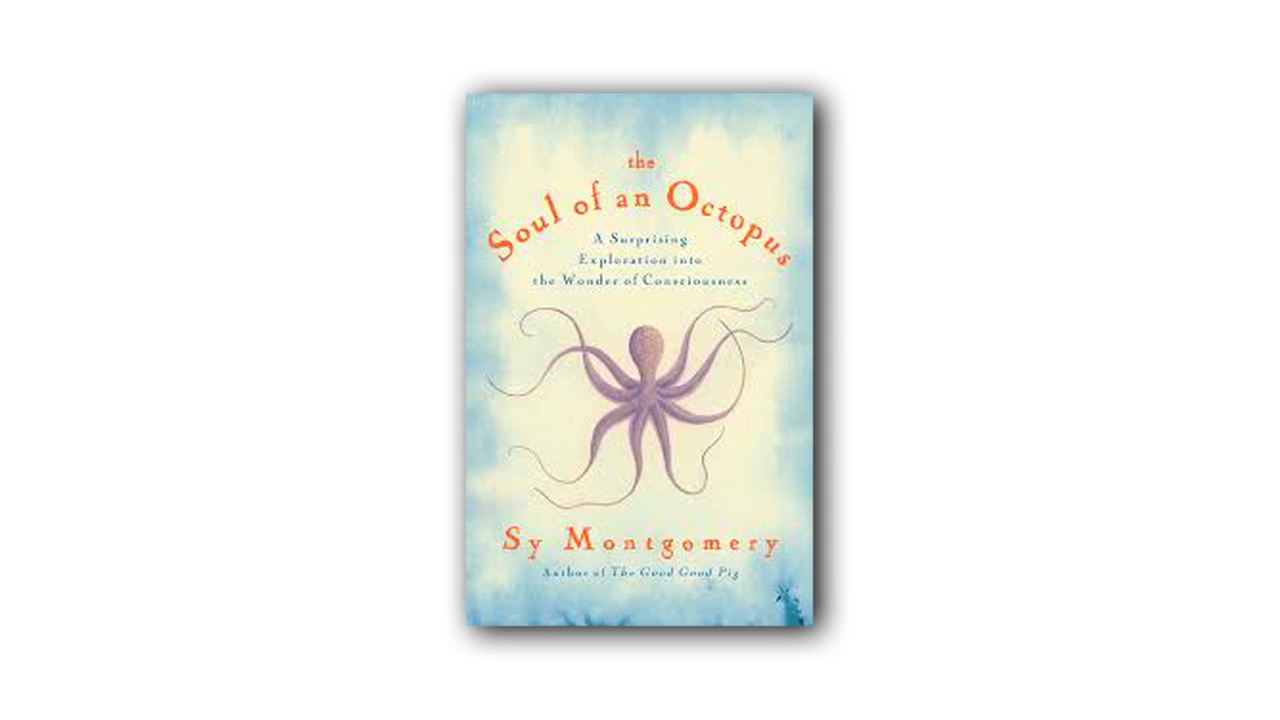 the
Soul of an Octopus
A Surprising
Exploration into
the Wonder of Consciousness
Sy Montgomery
Author of The Good Good Pig